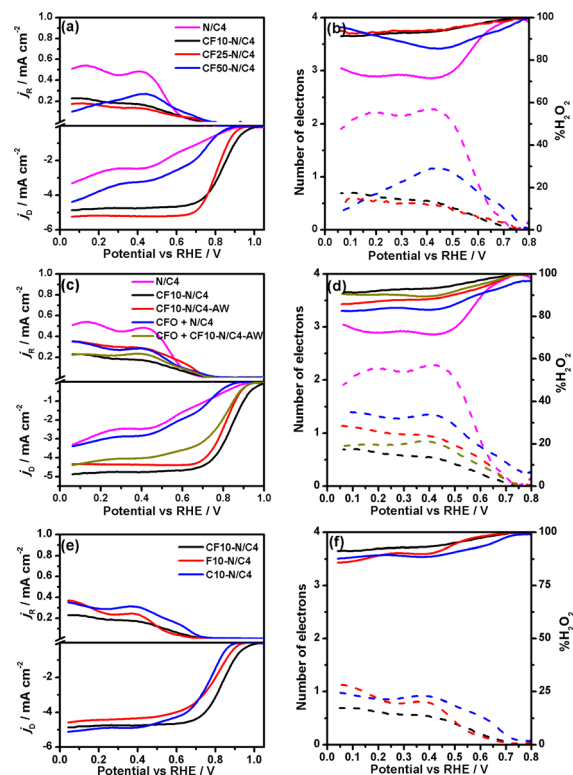 (a)
N/C4
CF10-N/C4
CF25-N/C4
CF50-N/C4
j_R / mA cm⁻²
1.0
0.8
0.6
0.4
0.2
j_D / mA cm⁻²
-2
-4
-5
-6
0.0 0.2 0.4 0.6 0.8 1.0
Potential vs RHE / V
(b)
Number of electrons
4
3
2
1
0
100
80
60
40
20
0
%H₂O₂
0.0 0.1 0.2 0.3 0.4 0.5 0.6 0.7 0.8
Potential vs RHE / V
(c)
N/C4
CF10-N/C4
CF10-N/C4-AW
CFO + N/C4
CFO + CF10-N/C4-AW
j_R / mA cm⁻²
1.0
0.8
0.6
0.4
0.2
j_D / mA cm⁻²
-1
-2
-3
-4
-5
0.0 0.2 0.4 0.6 0.8 1.0
Potential vs RHE / V
(d)
Number of electrons
4
3
2
1
0
100
80
60
40
20
0
%H₂O₂
0.0 0.1 0.2 0.3 0.4 0.5 0.6 0.7 0.8
Potential vs RHE / V
(e)
CF10-N/C4
F10-N/C4
C10-N/C4
j_R / mA cm⁻²
1.0
0.8
0.6
0.4
0.2
j_D / mA cm⁻²
-2
-4
-6
0.0 0.2 0.4 0.6 0.8 1.0
Potential vs RHE / V
(f)
Number of electrons
4
3
2
1
0
100
75
50
25
0
%H₂O₂
0.0 0.1 0.2 0.3 0.4 0.5 0.6 0.7 0.8
Potential vs RHE / V